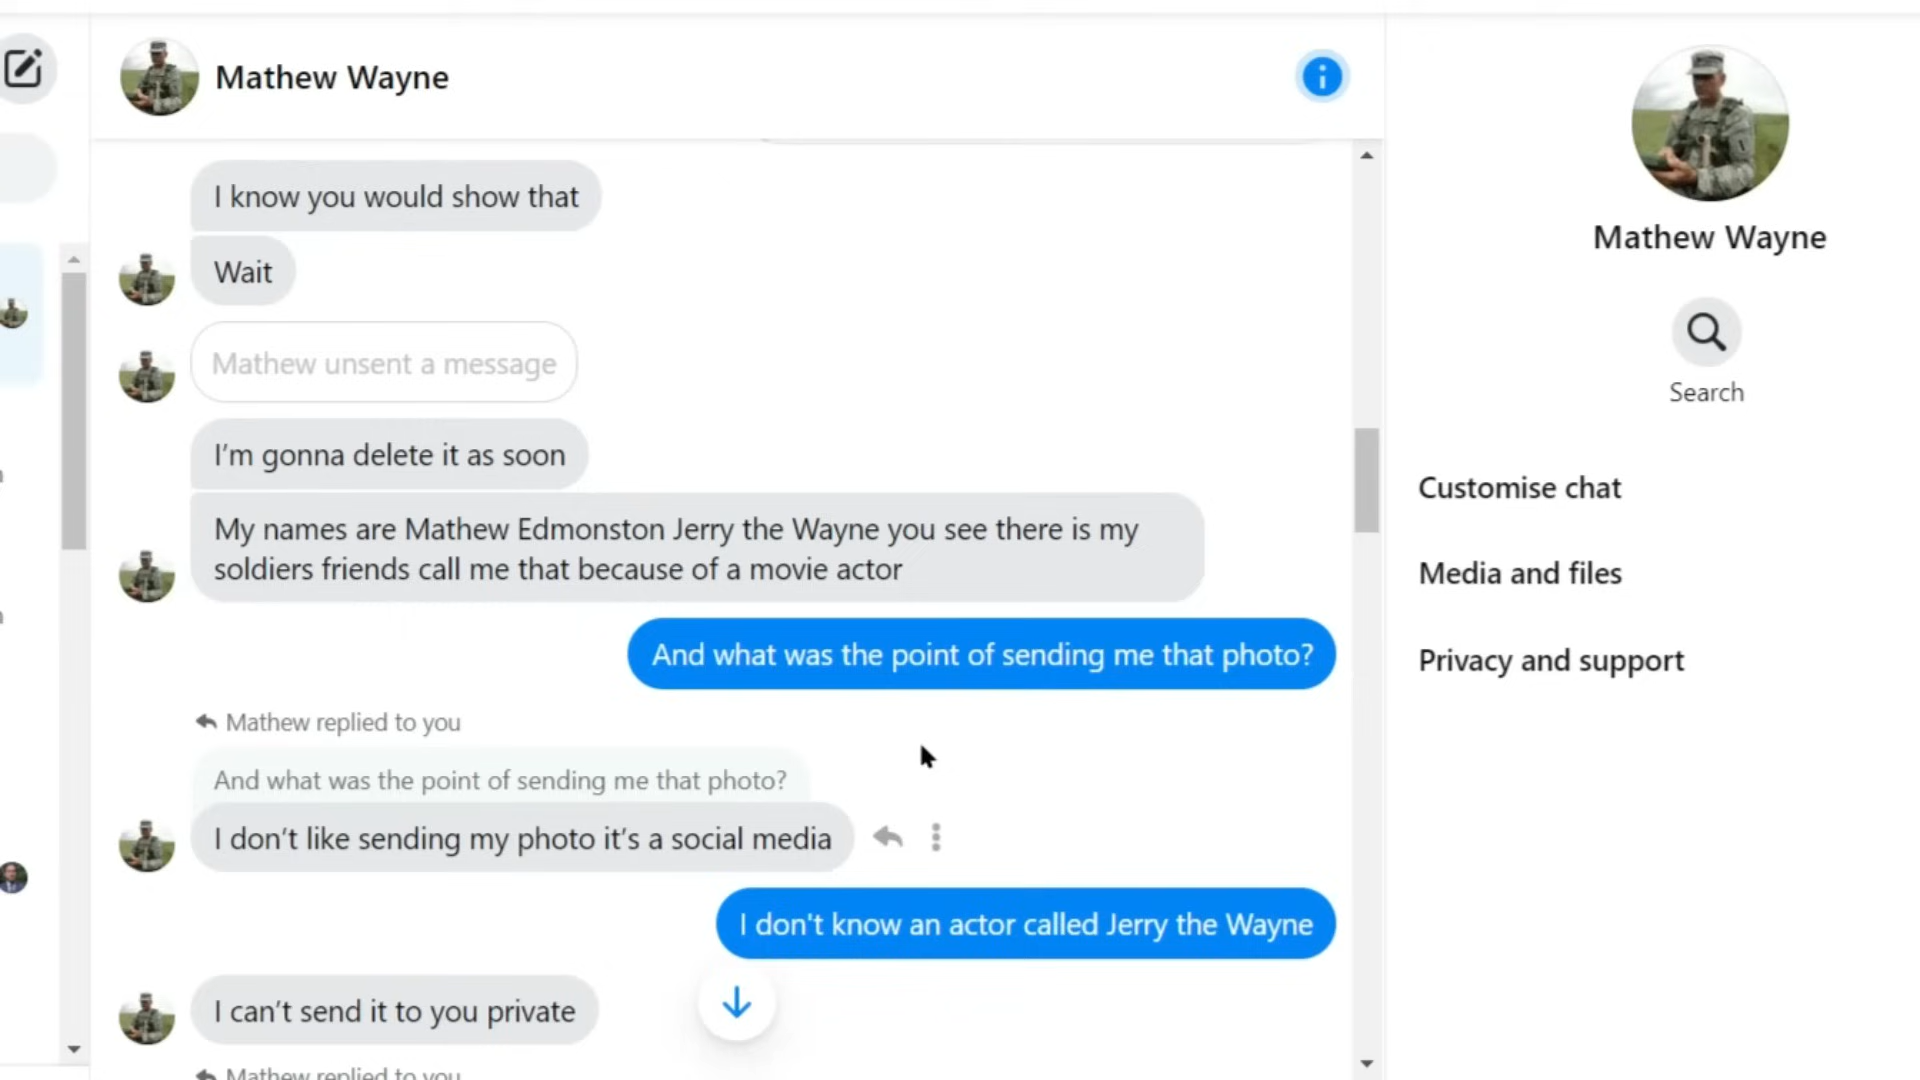 Mathew Wayne
I know you would show that
Wait
Mathew unsent a message
I'm gonna delete it as soon
My names are Mathew Edmonston Jerry the Wayne you see there is my
soldiers friends call me that because of a movie actor
And what was the point of sending me that photo?
Mathew replied to you
And what was the point of sending me that photo?
I don't like sending my photo it's a social media
I don't know an actor called Jerry the Wayne
I can't send it to you private
Mathew replied to you
Mathew Wayne
Search
Customise chat
Media and files
Privacy and support